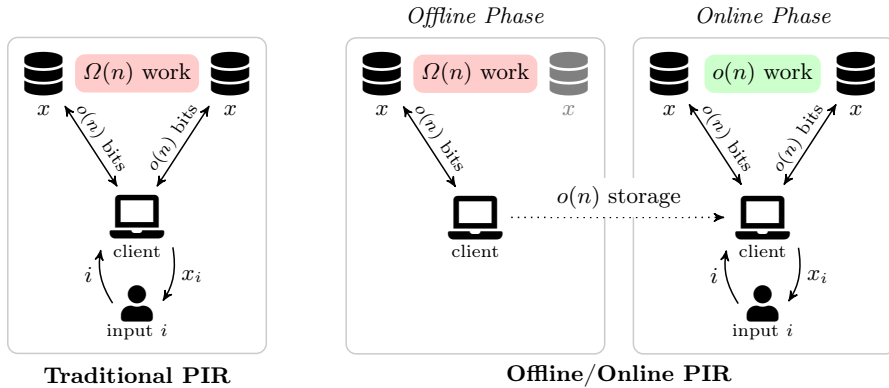 Offline Phase
Online Phase
Ω(n) work
x
x
o(n) bits
o(n) bits
client
i
x_i
input i
Traditional PIR
Ω(n) work
x
x
o(n) bits
client
o(n) storage
o(n) work
x
x
o(n) bits
o(n) bits
client
i
x_i
input i
Offline/Online PIR